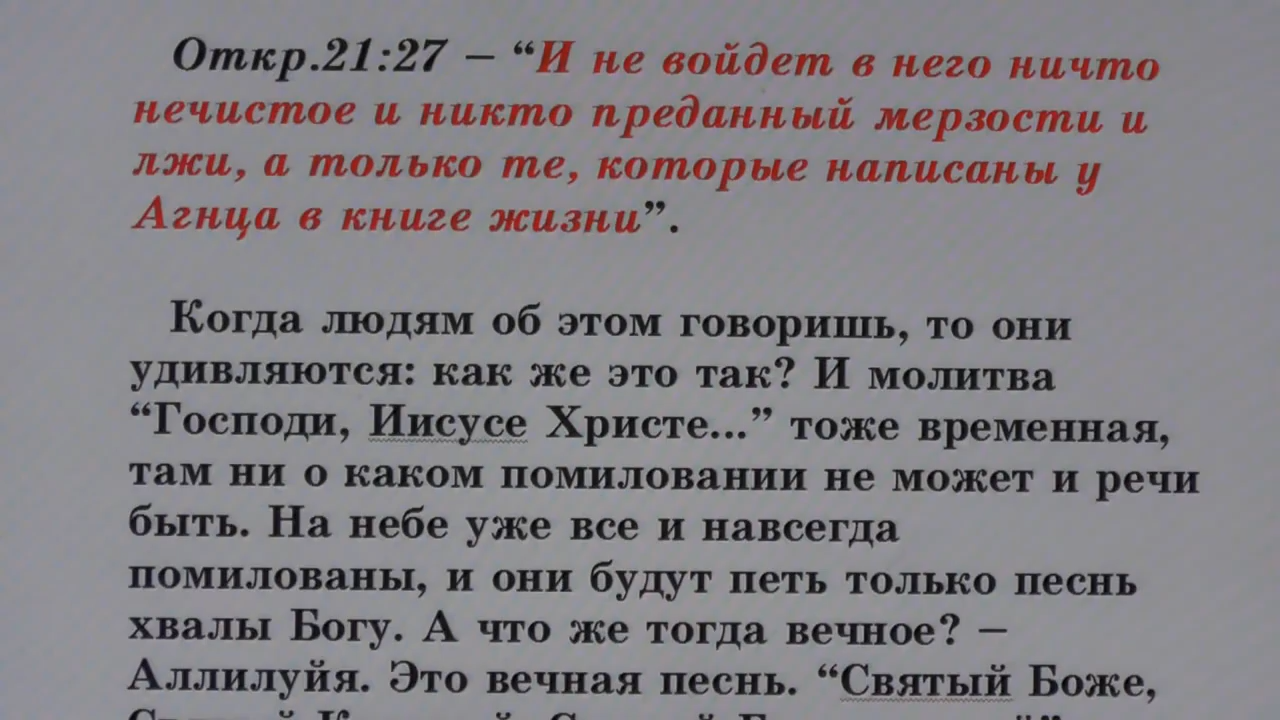 Откр.21:27 – “И не войдет в него ничто
нечистое и никто преданный мерзости и
лжи, а только те, которые написаны у
Агнца в книге жизни”.
Когда людям об этом говоришь, то они
удивляются: как же это так? И молитва
“Господи, Иисусе Христе...” тоже временная,
там ни о каком помиловании не может и речи
быть. На небе уже все и навсегда
помилованы, и они будут петь только песнь
хвалы Богу. А что же тогда вечное? –
Аллилуйя. Это вечная песнь. “Святый Боже,